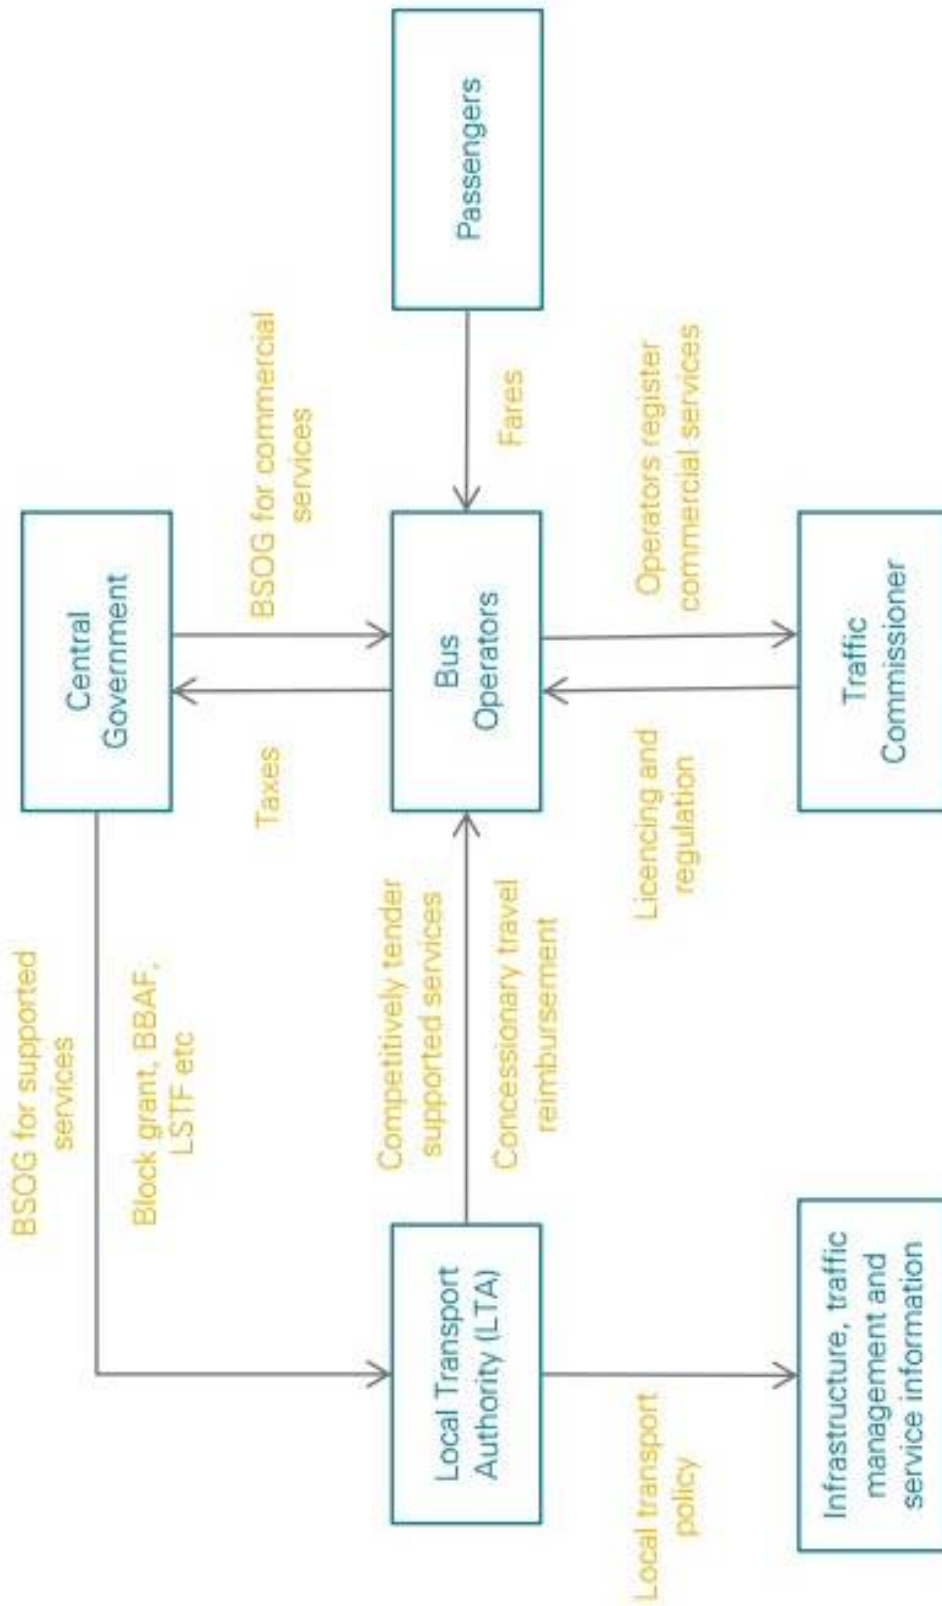 Central
Government
BSOG for supported
services
Block grant, BBAF,
LSTF etc
Taxes
BSOG for commercial
services
Local Transport
Authority (LTA)
Competitively tender
supported services
Concessionary travel
reimbursement
Bus
Operators
Fares
Passengers
Local transport
policy
Licencing and
regulation
Operators register
commercial services
Infrastructure, traffic
management and
service information
Traffic
Commissioner